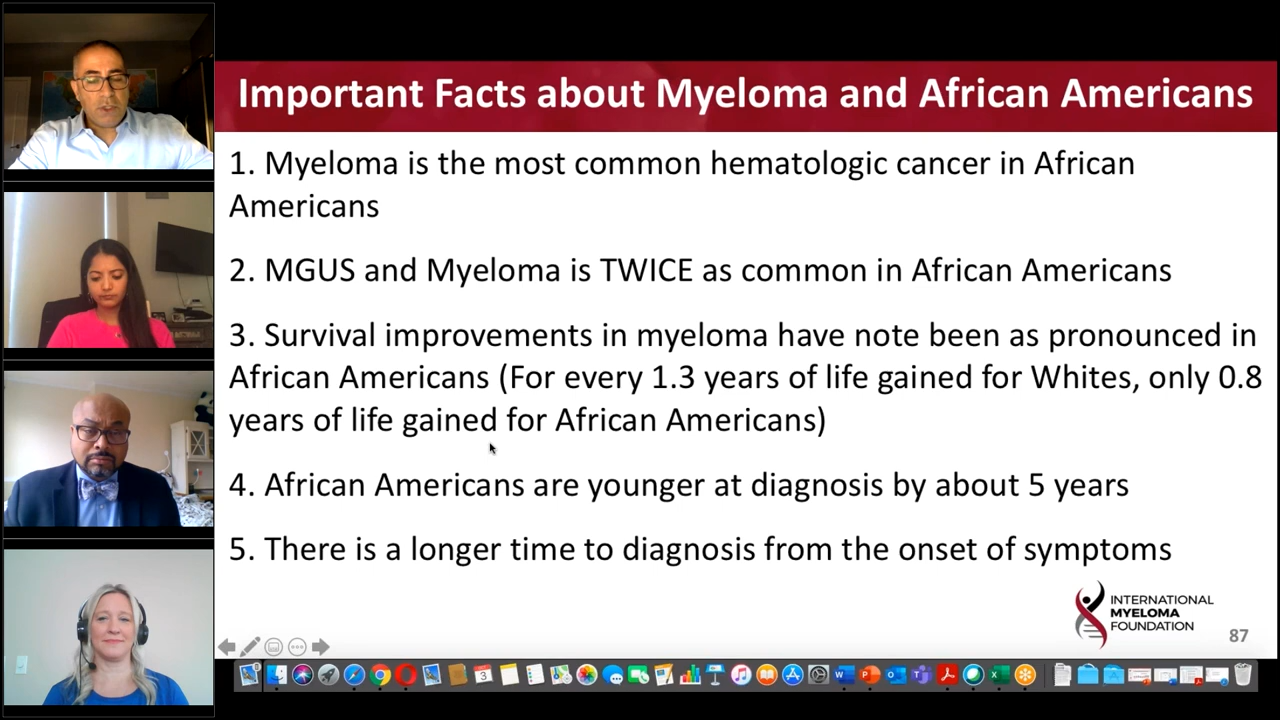 Important Facts about Myeloma and African Americans
1. Myeloma is the most common hematologic cancer in African
Americans
2. MGUS and Myeloma is TWICE as common in African Americans
3. Survival improvements in myeloma have note been as pronounced in
African Americans (For every 1.3 years of life gained for Whites, only 0.8
years of life gained for African Americans)
4. African Americans are younger at diagnosis by about 5 years
5. There is a longer time to diagnosis from the onset of symptoms
INTERNATIONAL
MYELOMA
FOUNDATION
87
3